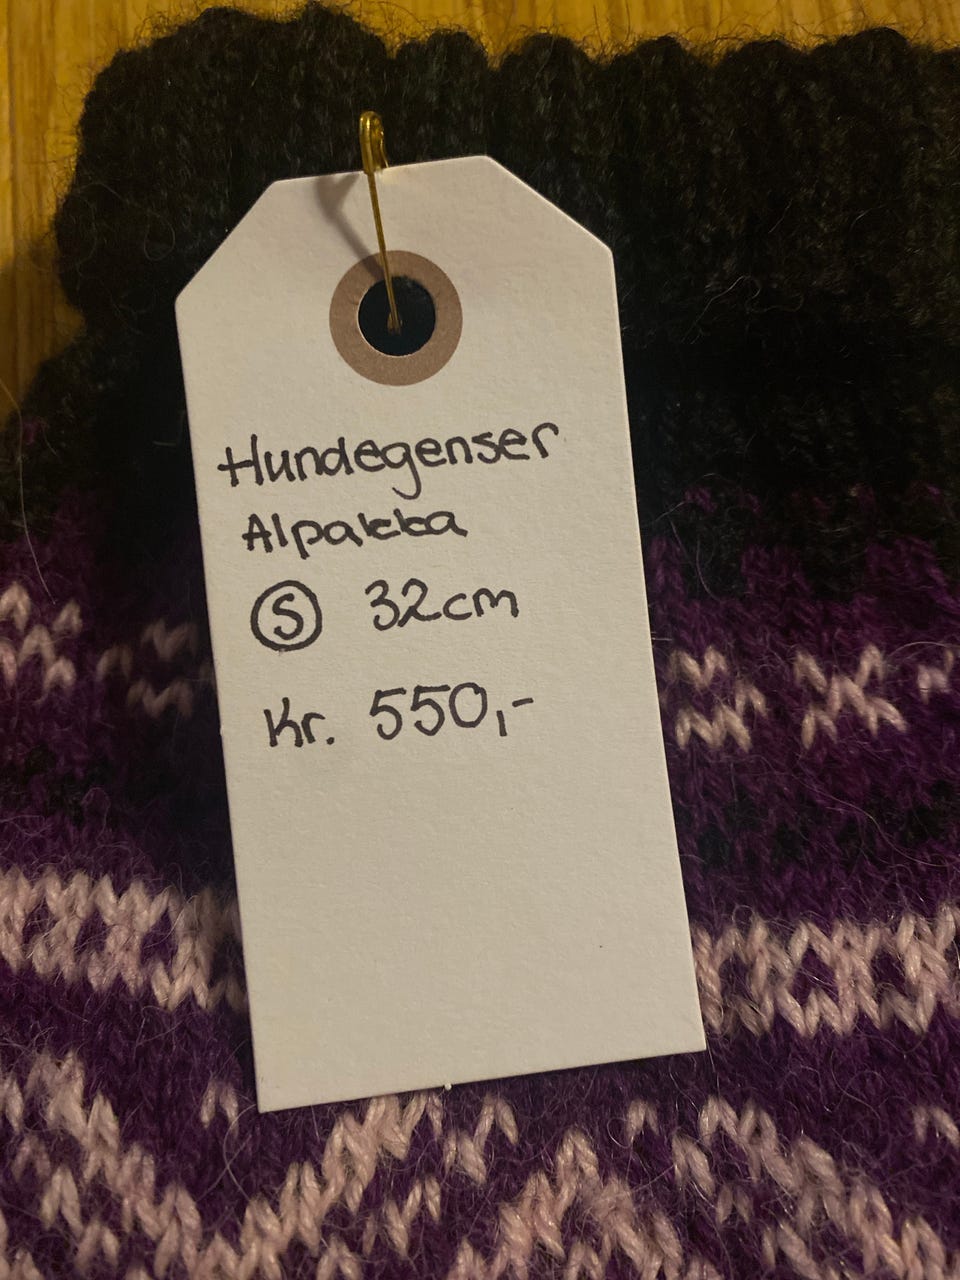 Hundegenser
Alpakka
S 32cm
Kr. 550,-